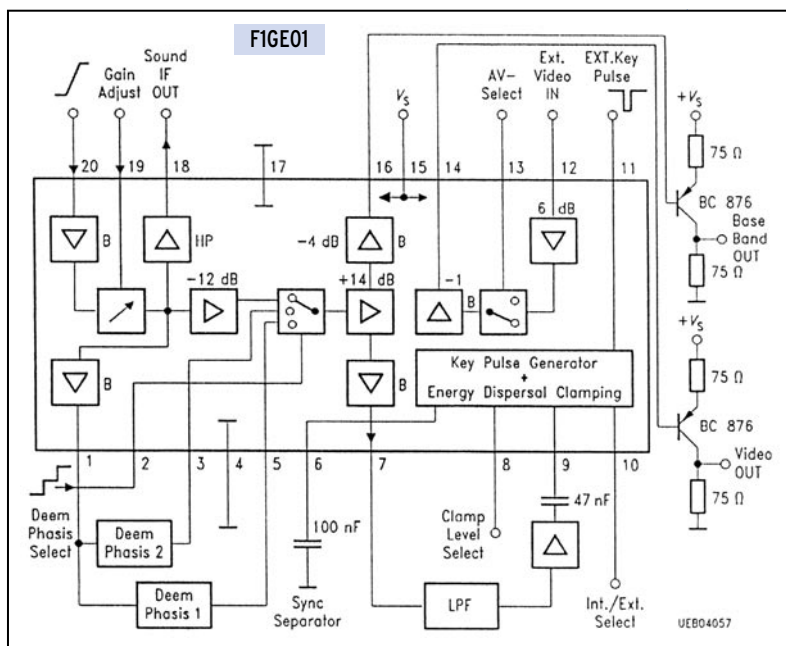 F1GE01
Gain
Adjust
Sound
IF
OUT
V_S
AV-
Select
Ext.
Video
IN
EXT.Key
Pulse
+V_S
75 Ω
BC 876
Base
Band OUT
75 Ω
20
19
18
17
16
15
14
13
12
11
B
HP
-4 dB
B
6 dB
-12 dB
+14 dB
-1
B
B
B
Key Pulse Generator
+
Energy Dispersal Clamping
+V_S
75 Ω
BC 876
Video
OUT
75 Ω
1
2
3
4
5
6
7
8
9
10
Deem
Phasis
Select
Deem
Phasis 2
Deem
Phasis 1
100 nF
Sync
Separator
Clamp
Level
Select
47 nF
LPF
Int./Ext.
Select
UEB04057